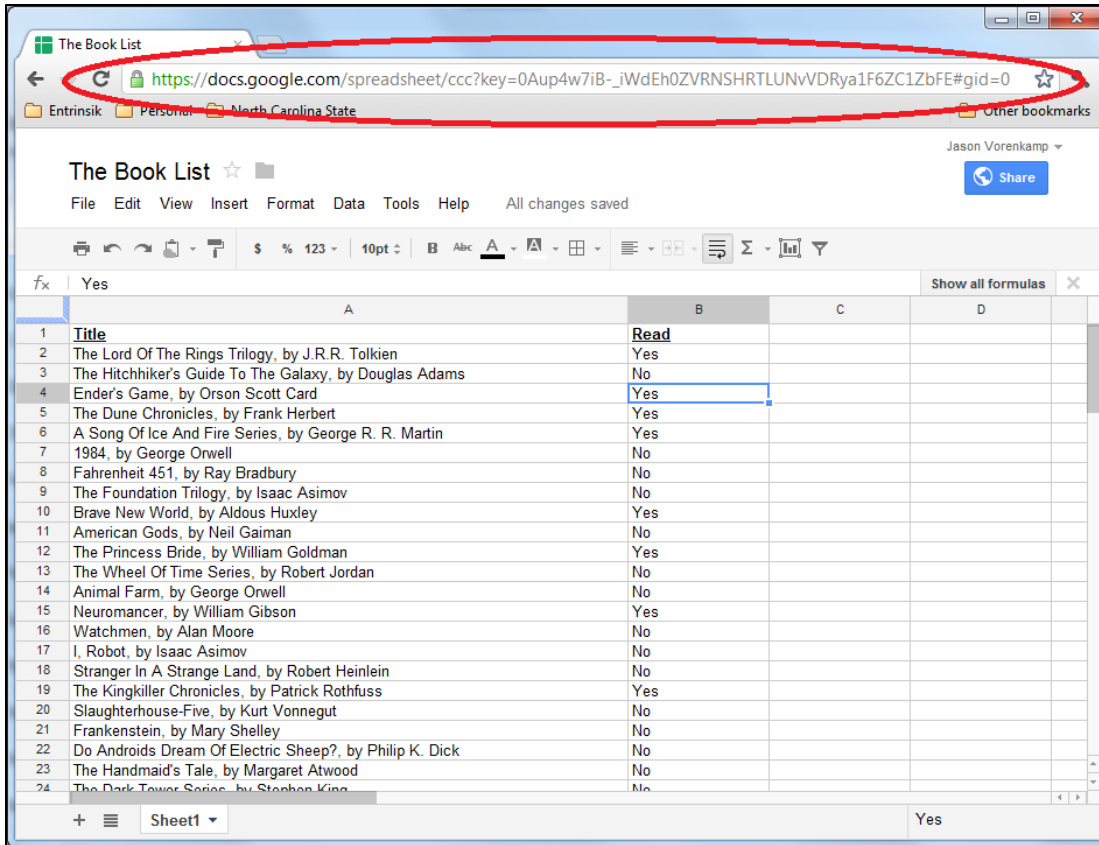 The Book List
https://docs.google.com/spreadsheet/ccc?key=0Aup4w7iB-_iWdEh0ZVRNSHRTLUNvVDRya1F6ZC1ZbFE#gid=0
Entrinsik Personal North Carolina State Other bookmarks
Jason Vorenkamp
The Book List Share
File Edit View Insert Format Data Tools Help All changes saved
$ % 123 10pt B Abc A A Σ
fx Yes Show all formulas
A B C D
1 Title Read
2 The Lord Of The Rings Trilogy, by J.R.R. Tolkien Yes
3 The Hitchhiker's Guide To The Galaxy, by Douglas Adams No
4 Ender's Game, by Orson Scott Card Yes
5 The Dune Chronicles, by Frank Herbert Yes
6 A Song Of Ice And Fire Series, by George R. R. Martin Yes
7 1984, by George Orwell No
8 Fahrenheit 451, by Ray Bradbury No
9 The Foundation Trilogy, by Isaac Asimov No
10 Brave New World, by Aldous Huxley Yes
11 American Gods, by Neil Gaiman No
12 The Princess Bride, by William Goldman Yes
13 The Wheel Of Time Series, by Robert Jordan No
14 Animal Farm, by George Orwell No
15 Neuromancer, by William Gibson Yes
16 Watchmen, by Alan Moore No
17 I, Robot, by Isaac Asimov No
18 Stranger In A Strange Land, by Robert Heinlein No
19 The Kingkiller Chronicles, by Patrick Rothfuss Yes
20 Slaughterhouse-Five, by Kurt Vonnegut No
21 Frankenstein, by Mary Shelley No
22 Do Androids Dream Of Electric Sheep?, by Philip K. Dick No
23 The Handmaid's Tale, by Margaret Atwood No
24 The Dark Tower Series, by Stephen King No
Sheet1 Yes